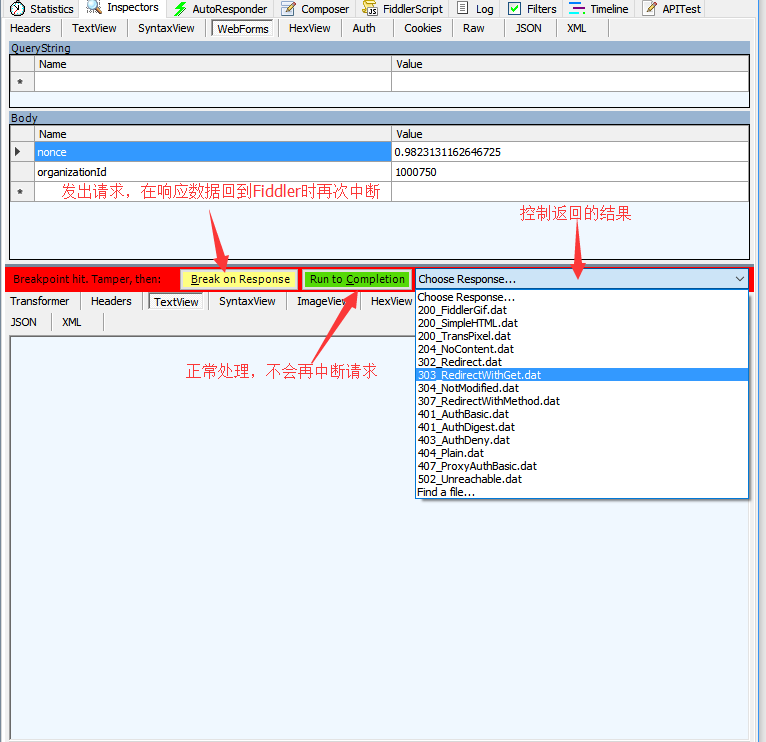 Statistics Inspectors AutoResponder Composer FiddlerScript Log Filters Timeline APITest
Headers TextView SyntaxView WebForms HexView Auth Cookies Raw JSON XML
QueryString
Name Value
*
Body
Name Value
nonce 0.9823131162646725
organizationId 1000750
*
发出请求，在响应数据回到Fiddler时再次中断
控制返回的结果
Breakpoint hit. Tamper, then: Break on Response Run to Completion Choose Response...
Transformer Headers TextView SyntaxView ImageView HexView
JSON XML
Choose Response...
200_FiddlerGif.dat
200_SimpleHTML.dat
200_TransPixel.dat
204_NoContent.dat
302_Redirect.dat
303_RedirectWithGet.dat
304_NotModified.dat
307_RedirectWithMethod.dat
401_AuthBasic.dat
401_AuthDigest.dat
403_AuthDeny.dat
404_Plain.dat
407_ProxyAuthBasic.dat
502_Unreachable.dat
Find a file...
正常处理，不会再中断请求